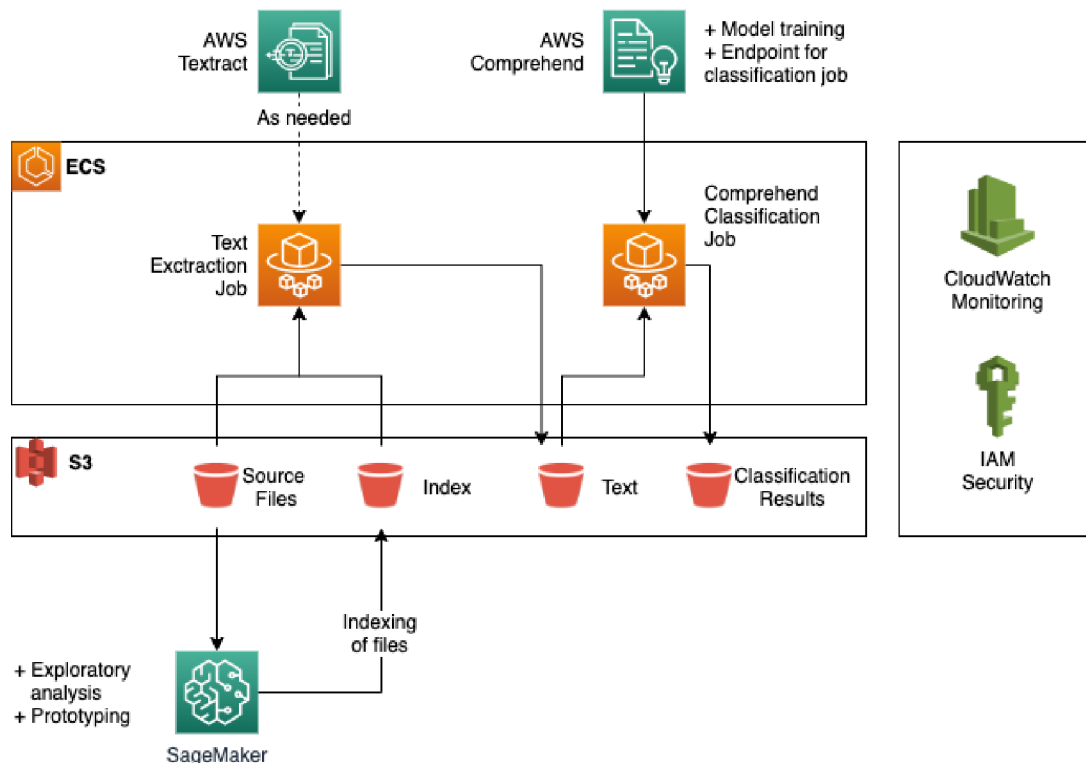 AWS
Textract
AWS
Comprehend
+ Model training
+ Endpoint for
classification job
As needed
ECS
Text
Exctraction
Job
Comprehend
Classification
Job
CloudWatch
Monitoring
IAM
Security
S3
Source
Files
Index
Text
Classification
Results
Indexing
of files
+ Exploratory
analysis
+ Prototyping
SageMaker